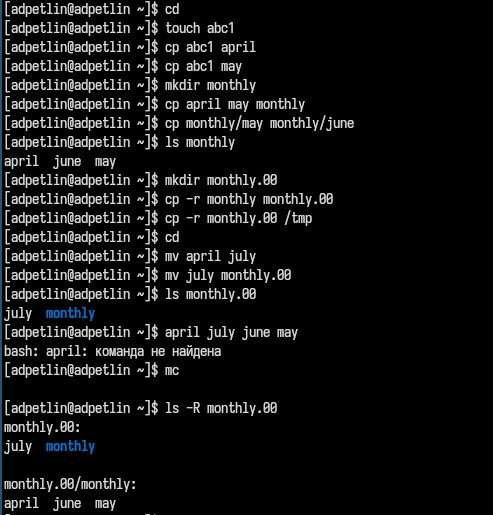 [adpetlin@adpetlin ~]$ cd
[adpetlin@adpetlin ~]$ touch abc1
[adpetlin@adpetlin ~]$ cp abc1 april
[adpetlin@adpetlin ~]$ cp abc1 may
[adpetlin@adpetlin ~]$ mkdir monthly
[adpetlin@adpetlin ~]$ cp april may monthly
[adpetlin@adpetlin ~]$ cp monthly/may monthly/june
[adpetlin@adpetlin ~]$ ls monthly
april  june  may
[adpetlin@adpetlin ~]$ mkdir monthly.00
[adpetlin@adpetlin ~]$ cp -r monthly monthly.00
[adpetlin@adpetlin ~]$ cp -r monthly.00 /tmp
[adpetlin@adpetlin ~]$ cd
[adpetlin@adpetlin ~]$ mv april july
[adpetlin@adpetlin ~]$ mv july monthly.00
[adpetlin@adpetlin ~]$ ls monthly.00
july  monthly
[adpetlin@adpetlin ~]$ april july june may
bash: april: команда не найдена
[adpetlin@adpetlin ~]$ mc
[adpetlin@adpetlin ~]$ ls -R monthly.00
monthly.00:
july  monthly
monthly.00/monthly:
april  june  may